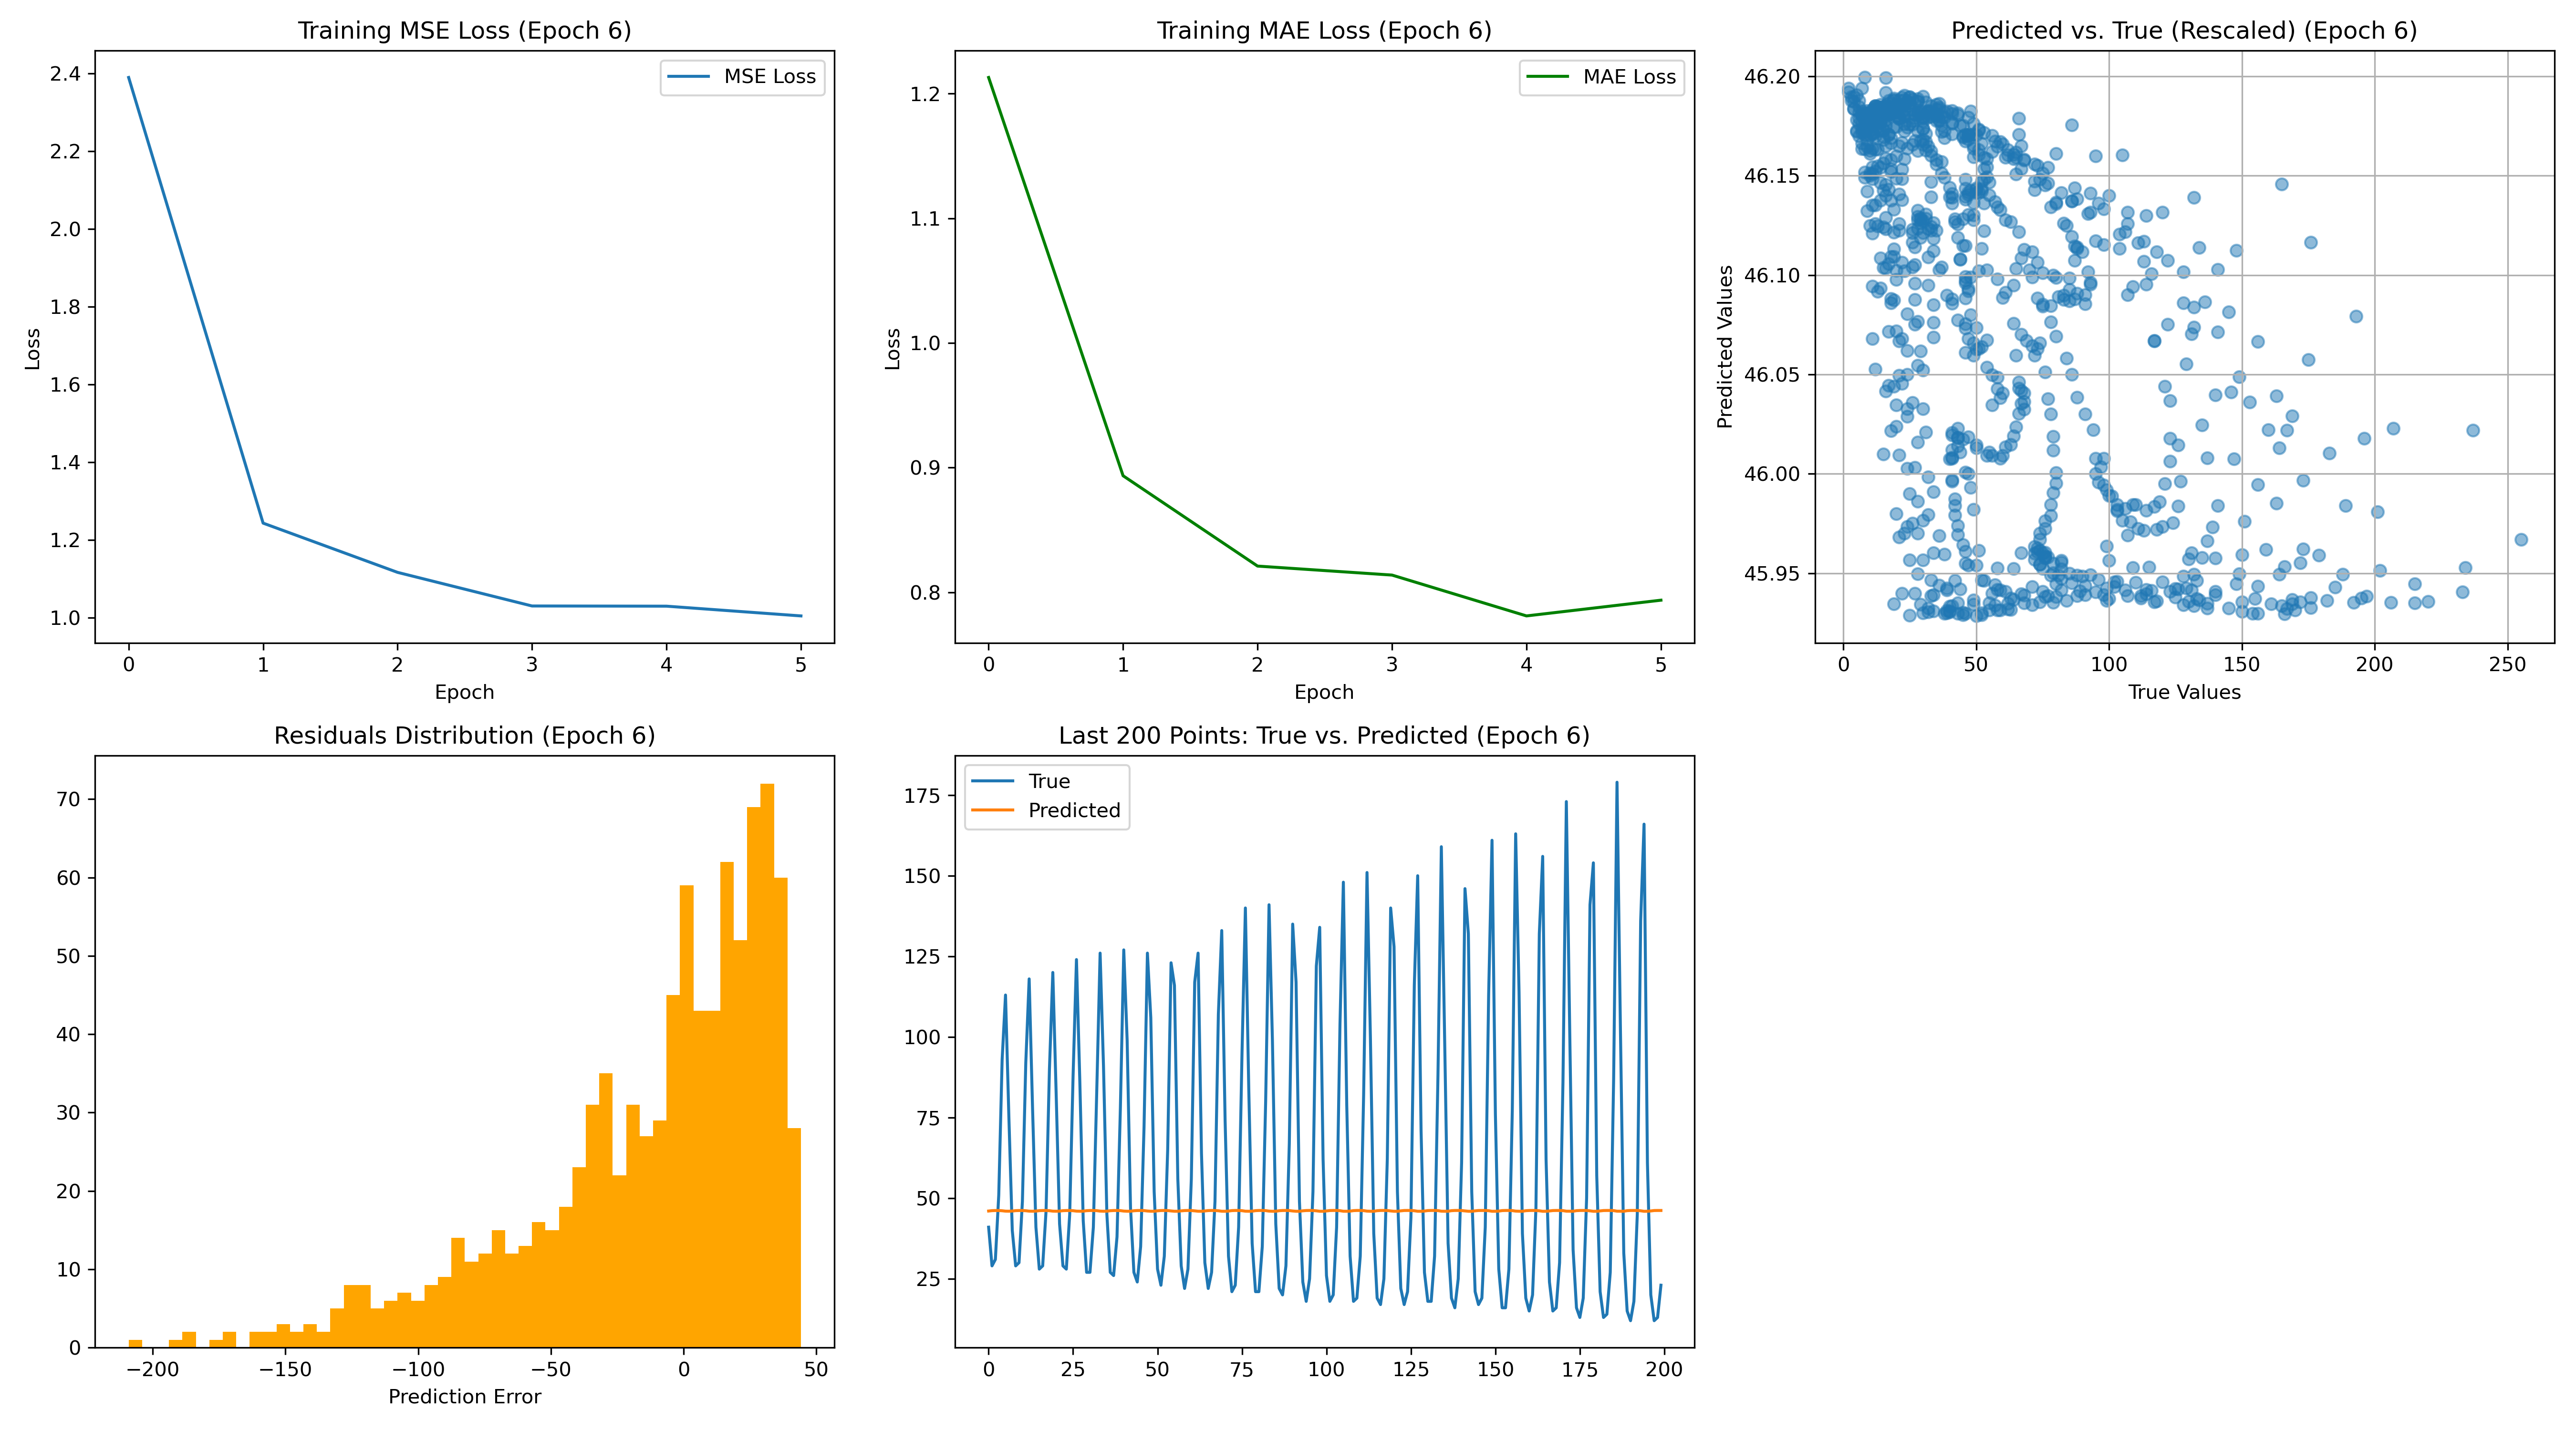 Training MSE Loss (Epoch 6)
MSE Loss
2.4
2.2
2.0
1.8
1.6
1.4
1.2
1.0
Loss
0 1 2 3 4 5
Epoch
Training MAE Loss (Epoch 6)
MAE Loss
1.2
1.1
1.0
0.9
0.8
Loss
0 1 2 3 4 5
Epoch
Predicted vs. True (Rescaled) (Epoch 6)
46.20
46.15
46.10
46.05
46.00
45.95
Predicted Values
0 50 100 150 200 250
True Values
Residuals Distribution (Epoch 6)
70
60
50
40
30
20
10
0
−200 −150 −100 −50 0 50
Prediction Error
Last 200 Points: True vs. Predicted (Epoch 6)
True
Predicted
175
150
125
100
75
50
25
0 25 50 75 100 125 150 175 200